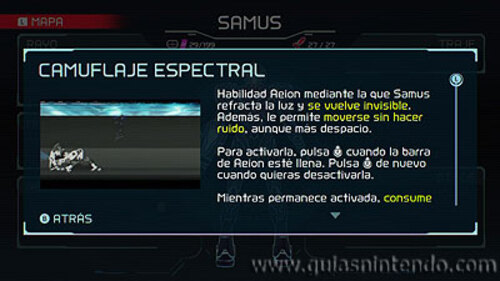 L MAPA
SAMUS
RAYO
29/199
27/27
TRAJE
CAMUFLAJE ESPECTRAL
Habilidad Aeion mediante la que Samus
refracta la luz y se vuelve invisible.
Además, le permite moverse sin hacer
ruido, aunque más despacio.
Para activarla, pulsa cuando la barra
de Aeion esté llena. Pulsa de nuevo
cuando quieras desactivarla.
Mientras permanece activada, consume
B ATRÁS
www.guiasnintendo.com